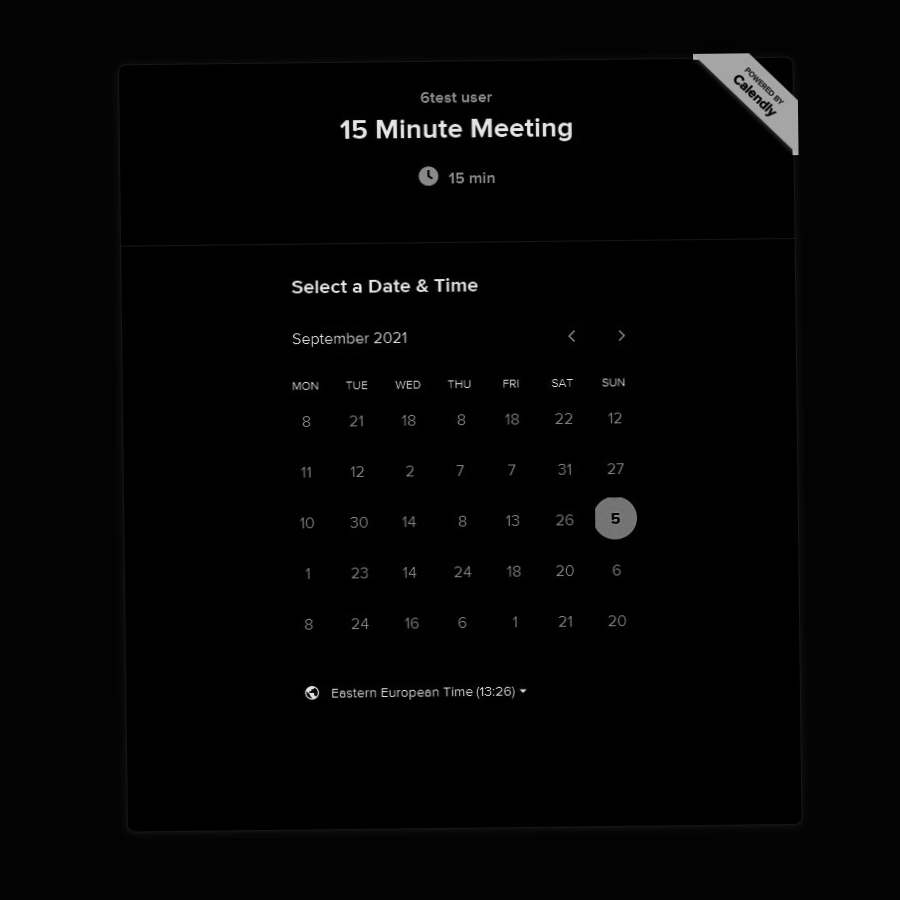 POWERED BY
Calendly
6test user
15 Minute Meeting
15 min
Select a Date & Time
September 2021
MON TUE WED THU FRI SAT SUN
8 21 18 8 18 22 12
11 12 2 7 7 31 27
10 30 14 8 13 26 5
1 23 14 24 18 20 6
8 24 16 6 1 21 20
Eastern European Time (13:26)